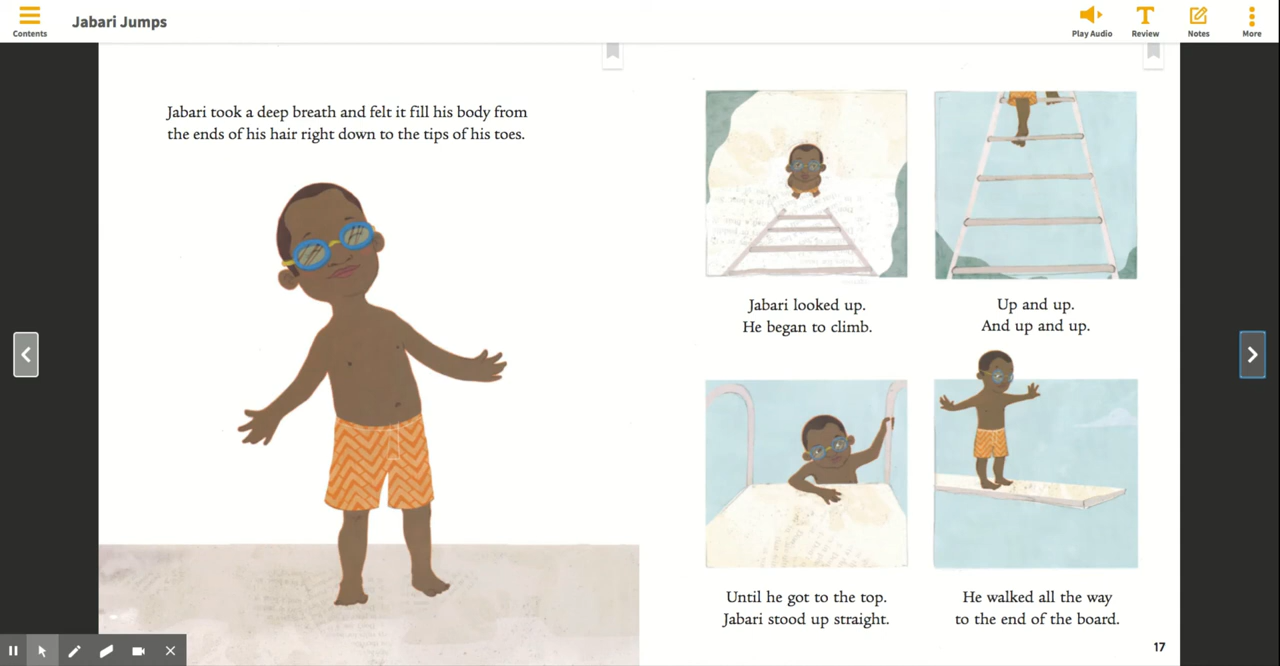 Contents
Jabari Jumps
Play Audio
Review
Notes
More
Jabari took a deep breath and felt it fill his body from
the ends of his hair right down to the tips of his toes.
Jabari looked up.
He began to climb.
Up and up.
And up and up.
Until he got to the top.
Jabari stood up straight.
He walked all the way
to the end of the board.
17